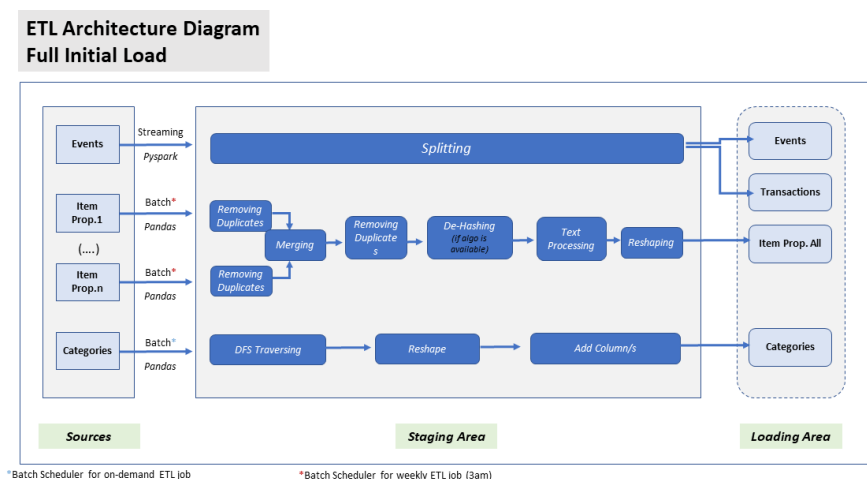 ETL Architecture Diagram
Full Initial Load
Events
Streaming
Pyspark
Splitting
Events
Transactions
Item
Prop.1
Batch*
Pandas
Removing
Duplicates
(....)
Item
Prop.n
Batch*
Pandas
Removing
Duplicates
Merging
Removing
Duplicate
s
De-Hashing
(if algo is
available)
Text
Processing
Reshaping
Item Prop. All
Categories
Batch*
Pandas
DFS Traversing
Reshape
Add Column/s
Categories
Sources
Staging Area
Loading Area
*Batch Scheduler for on-demand ETL job
*Batch Scheduler for weekly ETL job (3am)